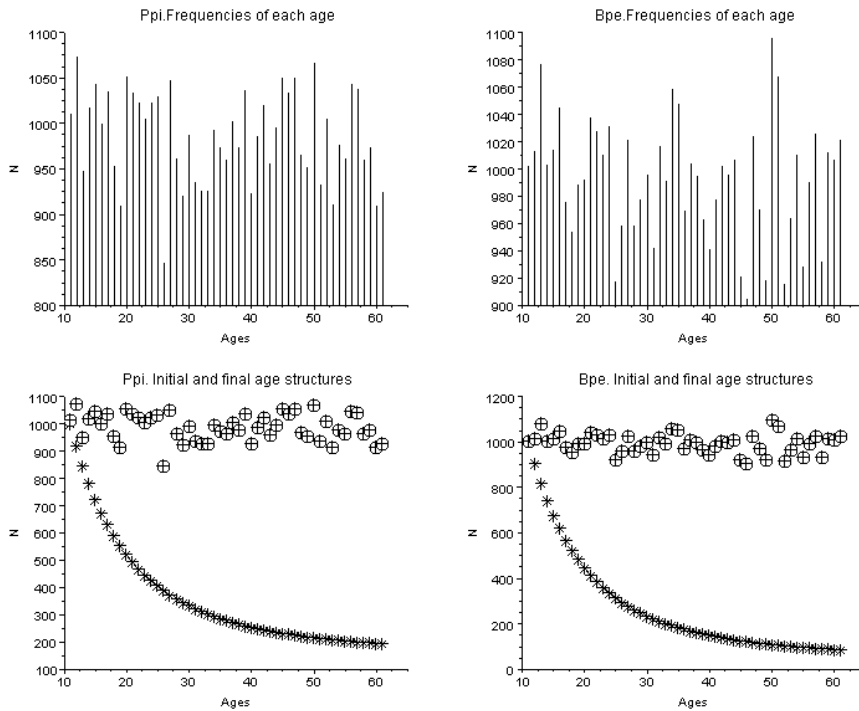 Ppi.Frequencies of each age
1100
1050
1000
950
900
850
800
N
10 20 30 40 50 60
Ages
Bpe.Frequencies of each age
1100
1080
1060
1040
1020
1000
980
960
940
920
900
N
10 20 30 40 50 60
Ages
Ppi. Initial and final age structures
1100
1000
900
800
700
600
500
400
300
200
100
N
10 20 30 40 50 60
Ages
Bpe. Initial and final age structures
1200
1000
800
600
400
200
0
N
10 20 30 40 50 60
Ages